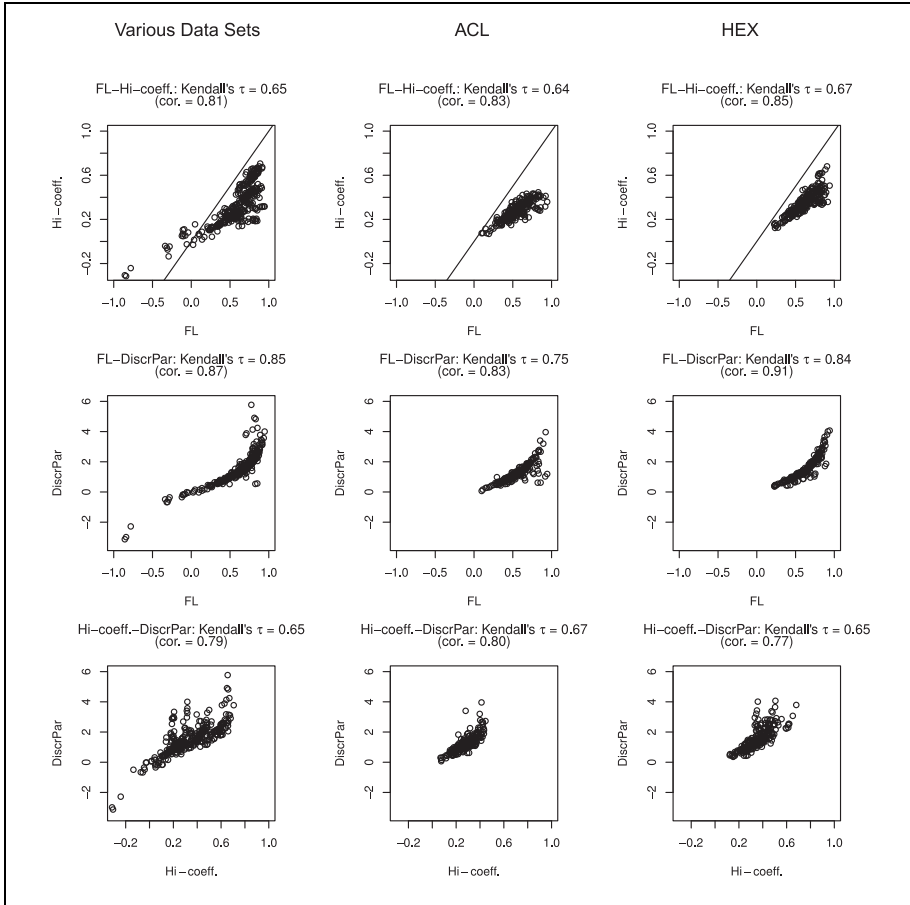 Various Data Sets
ACL
HEX
FL−Hi−coeff.: Kendall's τ = 0.65
(cor. = 0.81)
FL−Hi−coeff.: Kendall's τ = 0.64
(cor. = 0.83)
FL−Hi−coeff.: Kendall's τ = 0.67
(cor. = 0.85)
Hi−coeff.
1.0
0.6
0.2
−0.2
−1.0 −0.5 0.0 0.5 1.0
FL
Hi−coeff.
1.0
0.6
0.2
−0.2
−1.0 −0.5 0.0 0.5 1.0
FL
Hi−coeff.
1.0
0.6
0.2
−0.2
−1.0 −0.5 0.0 0.5 1.0
FL
FL−DiscrPar: Kendall's τ = 0.85
(cor. = 0.87)
FL−DiscrPar: Kendall's τ = 0.75
(cor. = 0.83)
FL−DiscrPar: Kendall's τ = 0.84
(cor. = 0.91)
DiscrPar
6
4
2
0
−2
−1.0 −0.5 0.0 0.5 1.0
FL
DiscrPar
6
4
2
0
−2
−1.0 −0.5 0.0 0.5 1.0
FL
DiscrPar
6
4
2
0
−2
−1.0 −0.5 0.0 0.5 1.0
FL
Hi−coeff.−DiscrPar: Kendall's τ = 0.65
(cor. = 0.79)
Hi−coeff.−DiscrPar: Kendall's τ = 0.67
(cor. = 0.80)
Hi−coeff.−DiscrPar: Kendall's τ = 0.65
(cor. = 0.77)
DiscrPar
6
4
2
0
−2
−0.2 0.2 0.6 1.0
Hi−coeff.
DiscrPar
6
4
2
0
−2
−0.2 0.2 0.6 1.0
Hi−coeff.
DiscrPar
6
4
2
0
−2
−0.2 0.2 0.6 1.0
Hi−coeff.